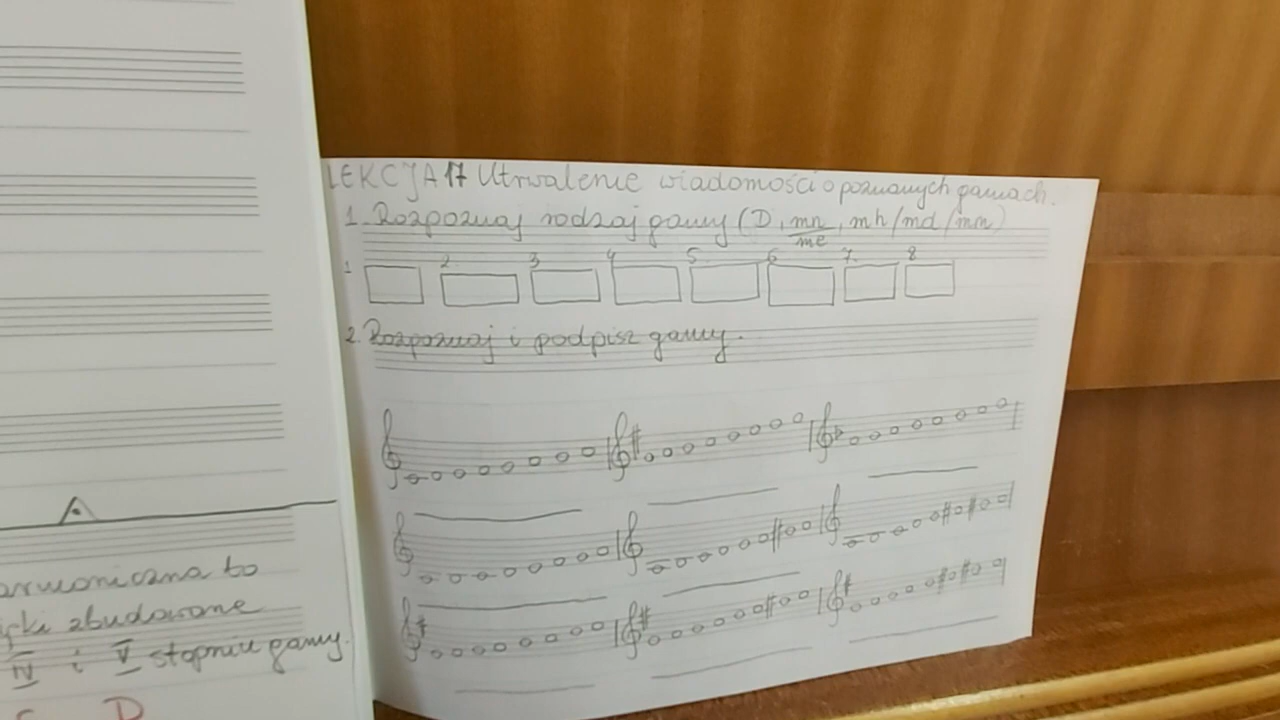 LEKCJA 17 Utrwalenie wiadomości o poznanych gamach.
1. Rozpoznaj rodzaj gamy (D, mn/me, mh/md/mm)
1 2 3 4 5 6 7. 8
2. Rozpoznaj i podpisz gamy.
armoniczna to
zbudowane
IV i V stopniu gamy.
D